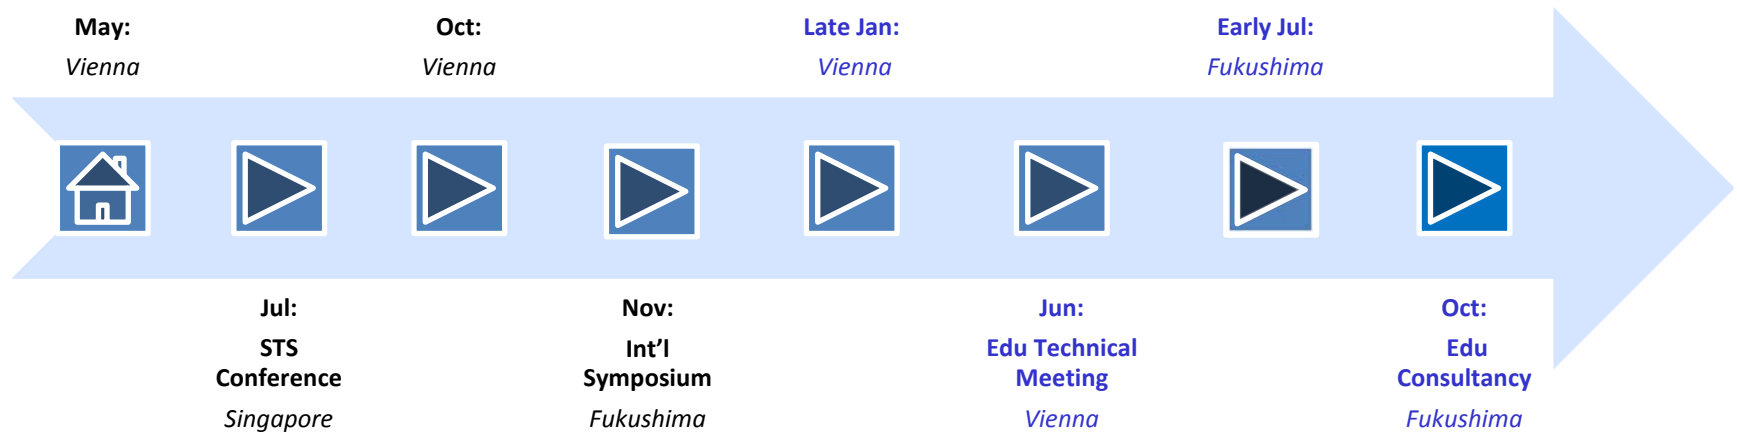 May:
Vienna
Oct:
Vienna
Late Jan:
Vienna
Early Jul:
Fukushima
Jul:
STS
Conference
Singapore
Nov:
Int’l
Symposium
Fukushima
Jun:
Edu Technical
Meeting
Vienna
Oct:
Edu
Consultancy
Fukushima